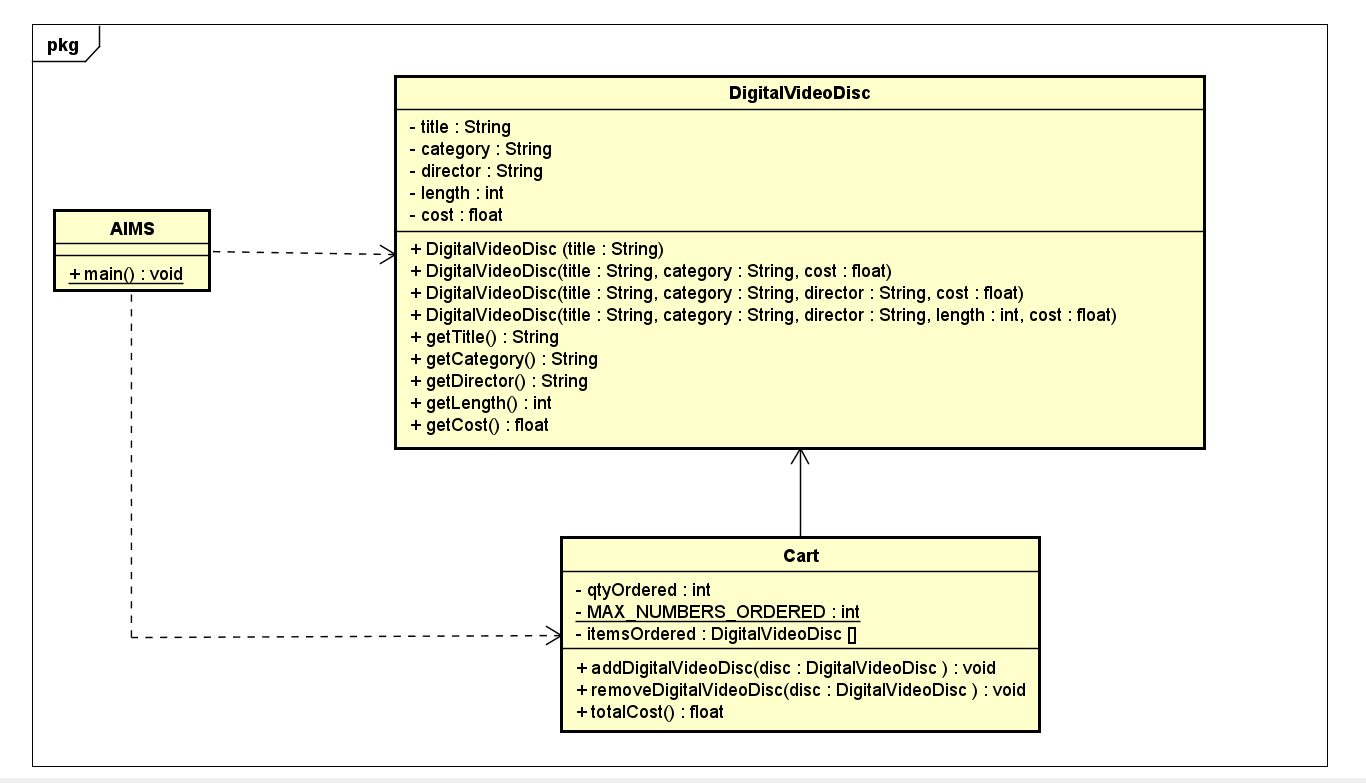 pkg
DigitalVideoDisc
- title : String
- category : String
- director : String
- length : int
- cost : float
+ DigitalVideoDisc (title : String)
+ DigitalVideoDisc(title : String, category : String, cost : float)
+ DigitalVideoDisc(title : String, category : String, director : String, cost : float)
+ DigitalVideoDisc(title : String, category : String, director : String, length : int, cost : float)
+ getTitle() : String
+ getCategory() : String
+ getDirector() : String
+ getLength() : int
+ getCost() : float
AIMS
+ main() : void
Cart
- qtyOrdered : int
- MAX_NUMBERS_ORDERED : int
- itemsOrdered : DigitalVideoDisc []
+ addDigitalVideoDisc(disc : DigitalVideoDisc ) : void
+ removeDigitalVideoDisc(disc : DigitalVideoDisc ) : void
+ totalCost() : float